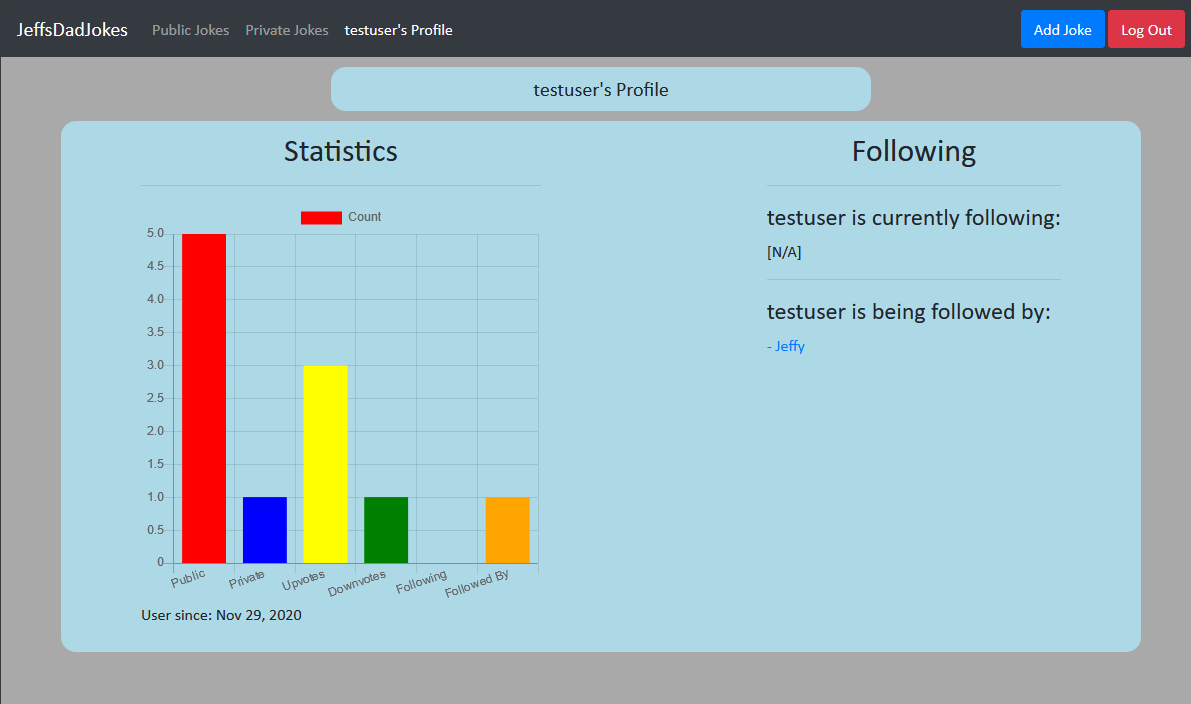 JeffsDadJokes Public Jokes Private Jokes testuser's Profile Add Joke Log Out
testuser's Profile
Statistics
Count
5.0
4.5
4.0
3.5
3.0
2.5
2.0
1.5
1.0
0.5
0
Public Private Upvotes Downvotes Following Followed By
User since: Nov 29, 2020
Following
testuser is currently following:
[N/A]
testuser is being followed by:
- Jeffy